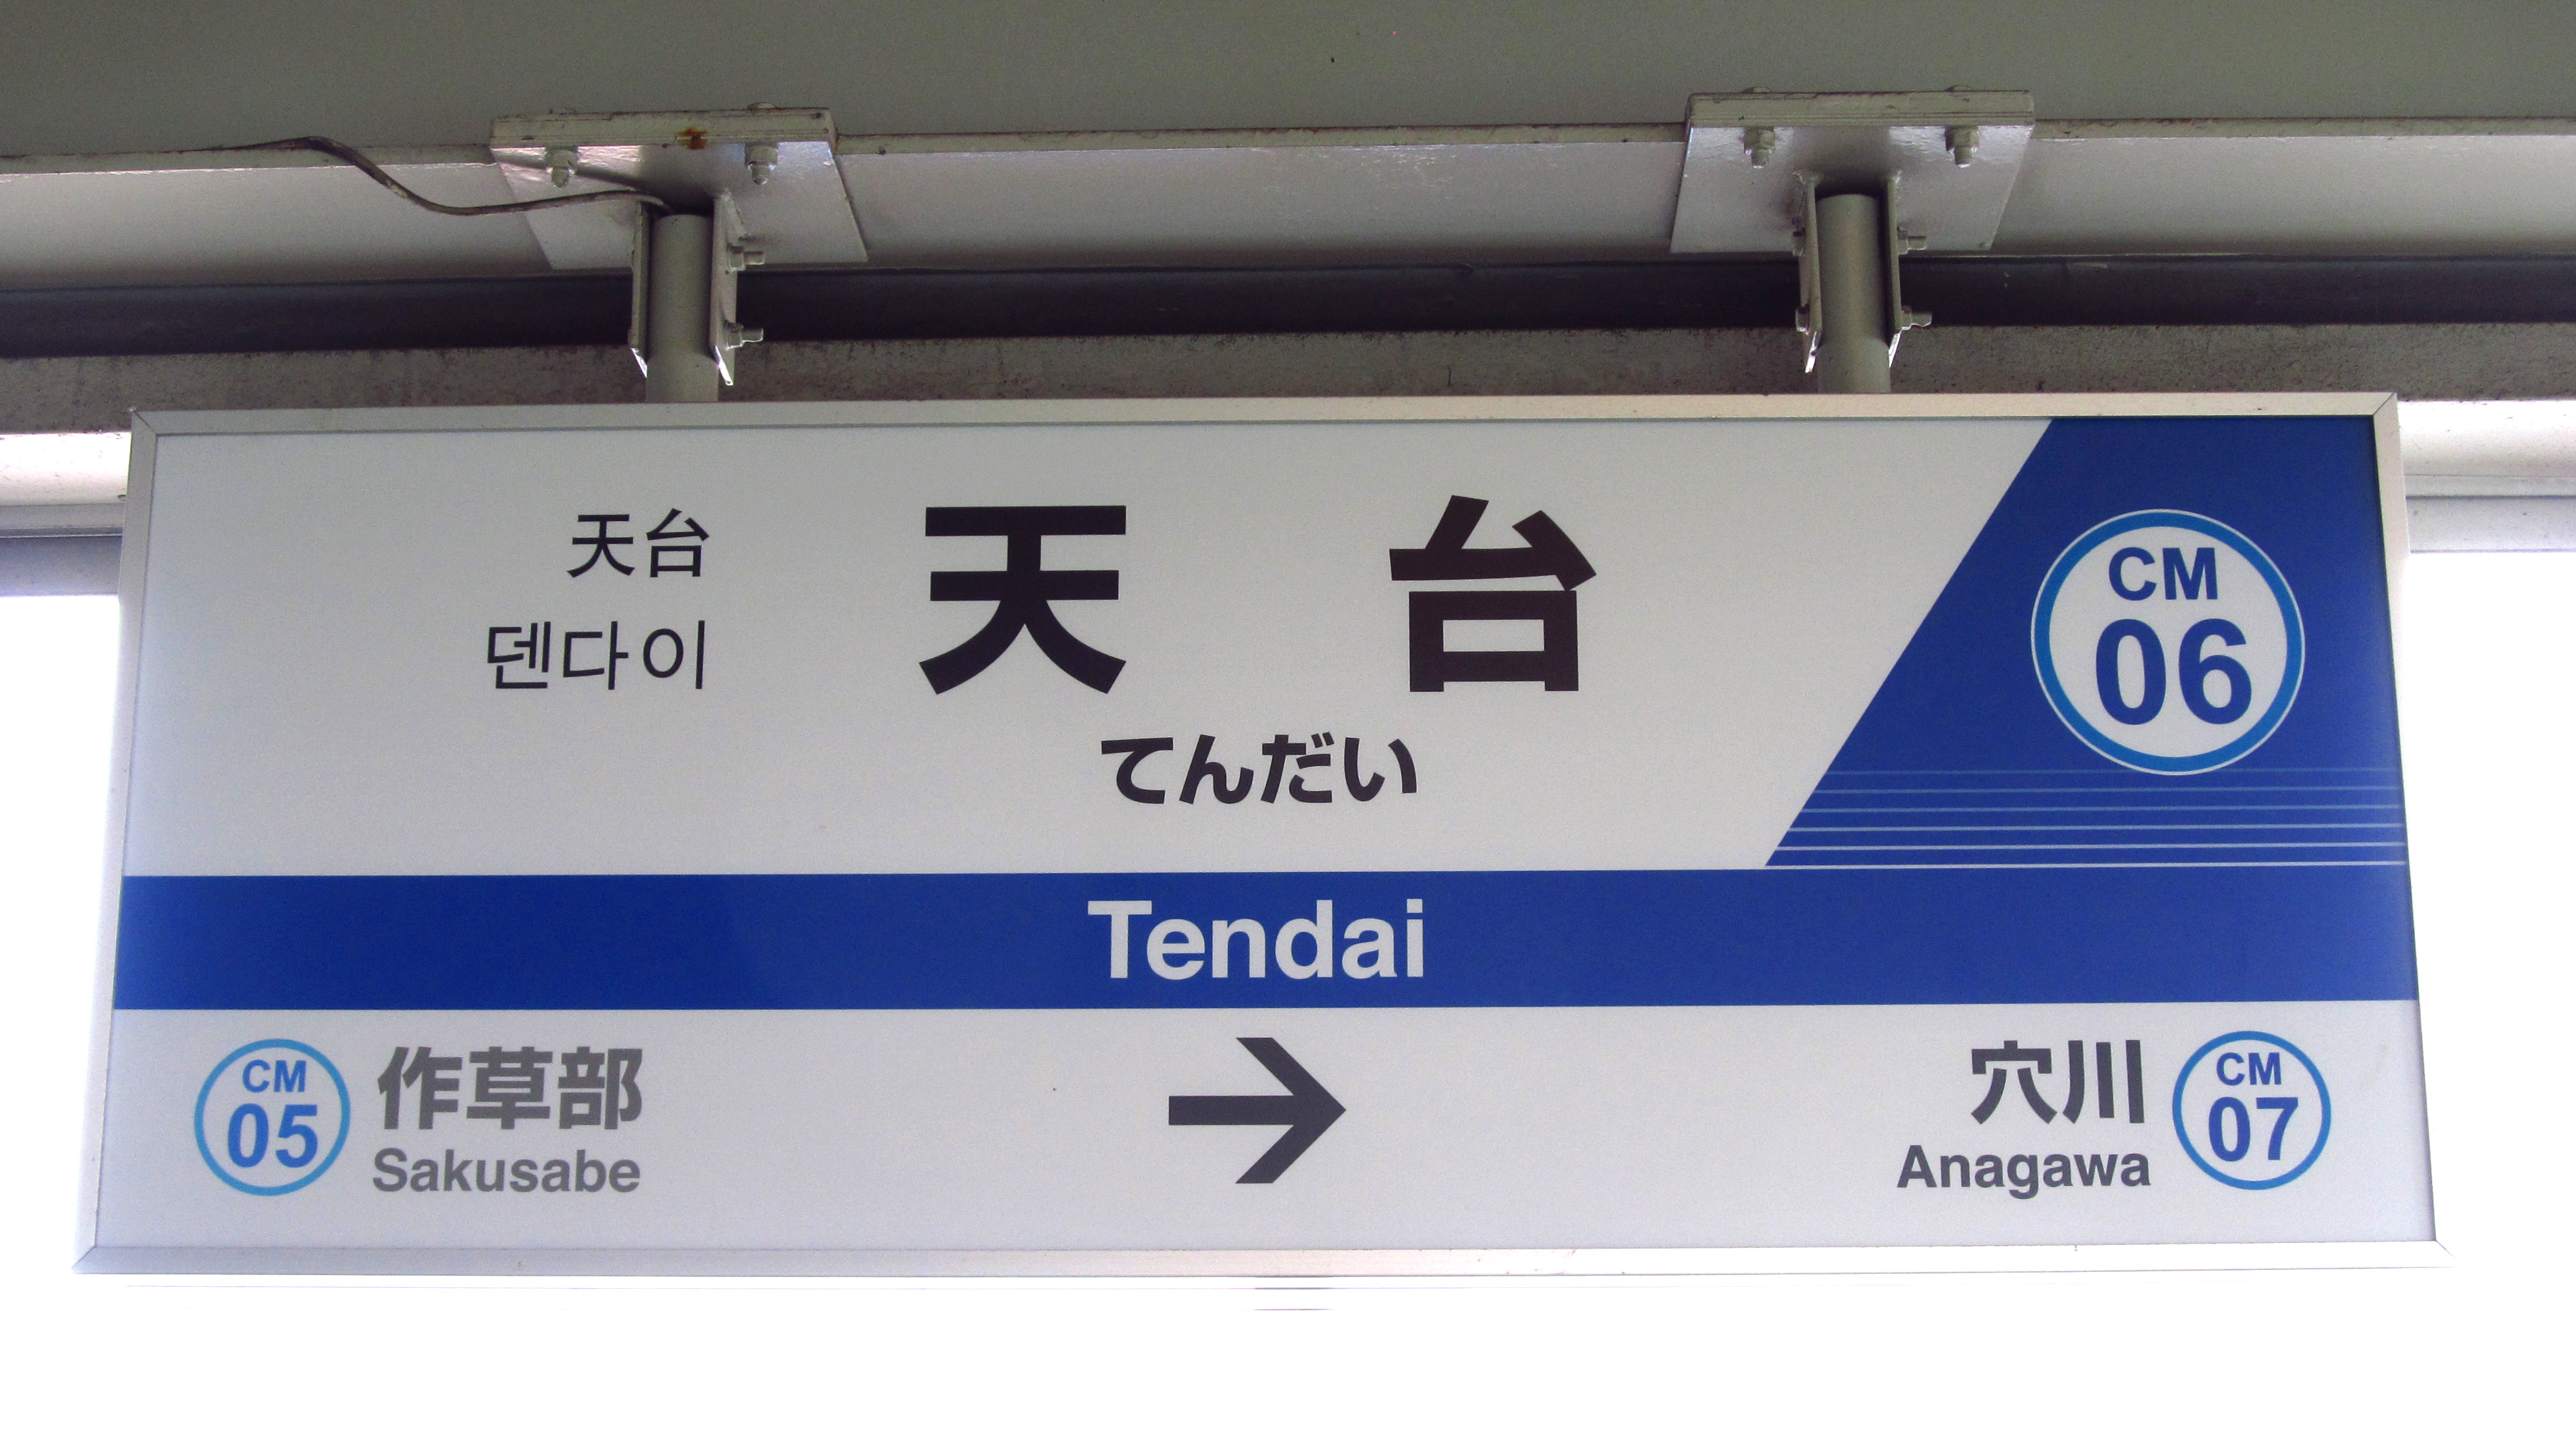 天台
덴다이
天台
てんだい
CM
06
Tendai
CM
05
作草部
Sakusabe
→
穴川
Anagawa
CM
07